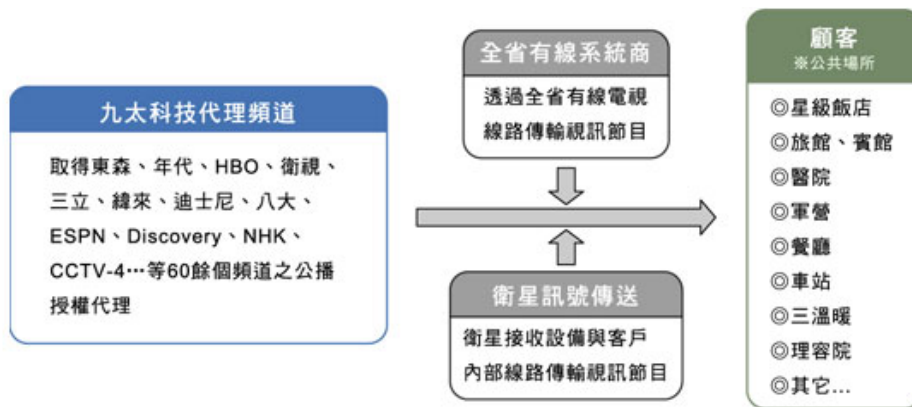 九太科技代理頻道
取得東森、年代、HBO、衛視、
三立、緯來、迪士尼、八大、
ESPN、Discovery、NHK、
CCTV-4…等60餘個頻道之公播
授權代理
全省有線系統商
透過全省有線電視
線路傳輸視訊節目
衛星訊號傳送
衛星接收設備與客戶
內部線路傳輸視訊節目
顧客
※公共場所
◎星級飯店
◎旅館、賓館
◎醫院
◎軍營
◎餐廳
◎車站
◎三溫暖
◎理容院
◎其它...